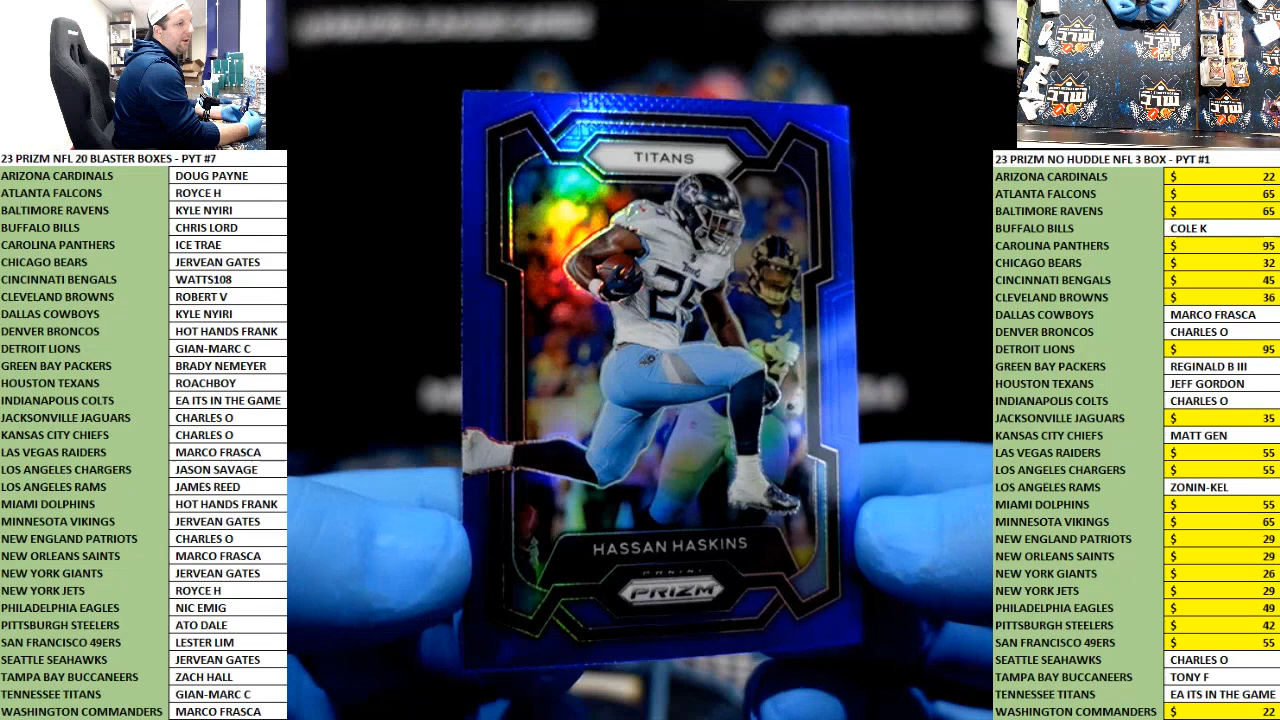 23 PRIZM NFL 20 BLASTER BOXES - PYT #7
ARIZONA CARDINALS DOUG PAYNE
ATLANTA FALCONS ROYCE H
BALTIMORE RAVENS KYLE NYIRI
BUFFALO BILLS CHRIS LORD
CAROLINA PANTHERS ICE TRAE
CHICAGO BEARS JERVEAN GATES
CINCINNATI BENGALS WATTS108
CLEVELAND BROWNS ROBERT V
DALLAS COWBOYS KYLE NYIRI
DENVER BRONCOS HOT HANDS FRANK
DETROIT LIONS GIAN-MARC C
GREEN BAY PACKERS BRADY NEMEYER
HOUSTON TEXANS ROACHBOY
INDIANAPOLIS COLTS EA ITS IN THE GAME
JACKSONVILLE JAGUARS CHARLES O
KANSAS CITY CHIEFS CHARLES O
LAS VEGAS RAIDERS MARCO FRASCA
LOS ANGELES CHARGERS JASON SAVAGE
LOS ANGELES RAMS JAMES REED
MIAMI DOLPHINS HOT HANDS FRANK
MINNESOTA VIKINGS JERVEAN GATES
NEW ENGLAND PATRIOTS CHARLES O
NEW ORLEANS SAINTS MARCO FRASCA
NEW YORK GIANTS JERVEAN GATES
NEW YORK JETS ROYCE H
PHILADELPHIA EAGLES NIC EMIG
PITTSBURGH STEELERS ATO DALE
SAN FRANCISCO 49ERS LESTER LIM
SEATTLE SEAHAWKS JERVEAN GATES
TAMPA BAY BUCCANEERS ZACH HALL
TENNESSEE TITANS GIAN-MARC C
WASHINGTON COMMANDERS MARCO FRASCA
TITANS
25
HASSAN HASKINS
PANINI
PRIZM
23 PRIZM NO HUDDLE NFL 3 BOX - PYT #1
ARIZONA CARDINALS $ 22
ATLANTA FALCONS $ 65
BALTIMORE RAVENS $ 65
BUFFALO BILLS COLE K
CAROLINA PANTHERS $ 95
CHICAGO BEARS $ 32
CINCINNATI BENGALS $ 45
CLEVELAND BROWNS $ 36
DALLAS COWBOYS MARCO FRASCA
DENVER BRONCOS CHARLES O
DETROIT LIONS $ 95
GREEN BAY PACKERS REGINALD B III
HOUSTON TEXANS JEFF GORDON
INDIANAPOLIS COLTS CHARLES O
JACKSONVILLE JAGUARS $ 35
KANSAS CITY CHIEFS MATT GEN
LAS VEGAS RAIDERS $ 55
LOS ANGELES CHARGERS $ 55
LOS ANGELES RAMS ZONIN-KEL
MIAMI DOLPHINS $ 55
MINNESOTA VIKINGS $ 65
NEW ENGLAND PATRIOTS $ 29
NEW ORLEANS SAINTS $ 29
NEW YORK GIANTS $ 26
NEW YORK JETS $ 29
PHILADELPHIA EAGLES $ 49
PITTSBURGH STEELERS $ 42
SAN FRANCISCO 49ERS $ 55
SEATTLE SEAHAWKS CHARLES O
TAMPA BAY BUCCANEERS TONY F
TENNESSEE TITANS EA ITS IN THE GAME
WASHINGTON COMMANDERS $ 22